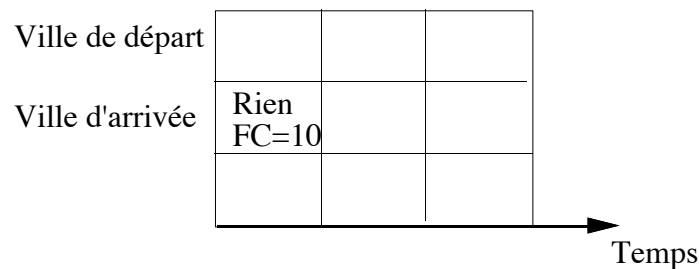 Ville de départ
Ville d'arrivée
Rien
FC=10
Temps